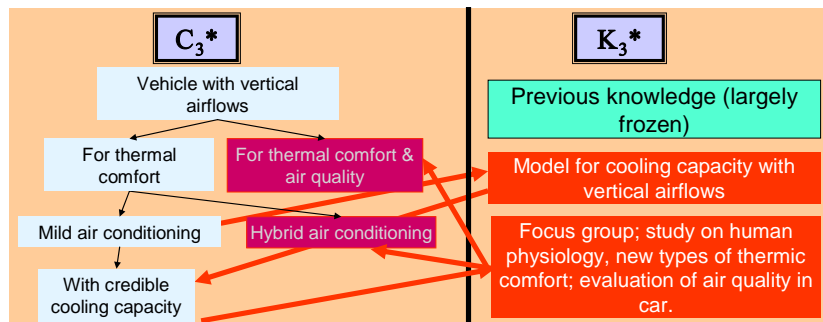 C3*
Vehicle with vertical
airflows
For thermal
comfort
For thermal comfort &
air quality
Mild air conditioning
Hybrid air conditioning
With credible
cooling capacity
K3*
Previous knowledge (largely
frozen)
Model for cooling capacity with
vertical airflows
Focus group; study on human
physiology, new types of thermic
comfort; evaluation of air quality in
car.